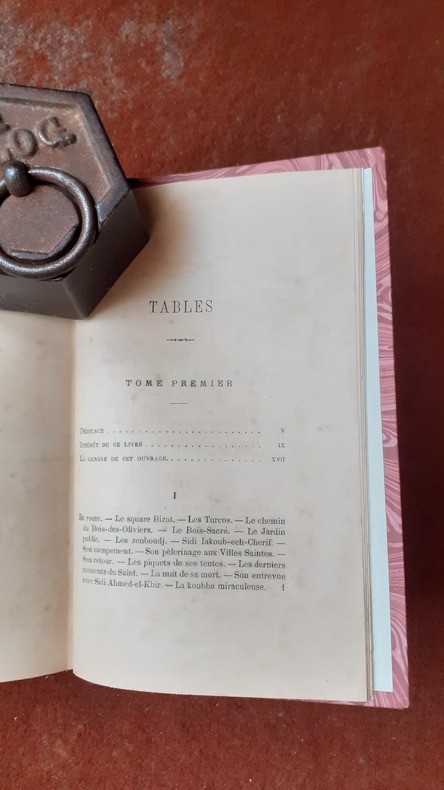 TABLES
TOME PREMIER
DÉDICACE . . . . . . . . . . . . . . . . . . . . . . . V
INTÉRÊT DE CE LIVRE . . . . . . . . . . . . . . . . . IX
LA GENÈSE DE CET OUVRAGE. . . . . . . . . . . . . . XVII
I
En route. — Le square Bizot. — Les Turcos. — Le chemin
du Bois-des-Oliviers. — Le Bois-Sacré. — Le Jardin
public. — Les zenboudj. — Sidi Iakoub-ech-Cherif. —
Son campement. — Son pèlerinage aux Villes Saintes. —
Son retour. — Les piquets de ses tentes. — Les derniers
moments du Saint. — La nuit de sa mort. — Son entrevue
avec Sidi Ahmed-el-Kbir. — La koubba miraculeuse. 1